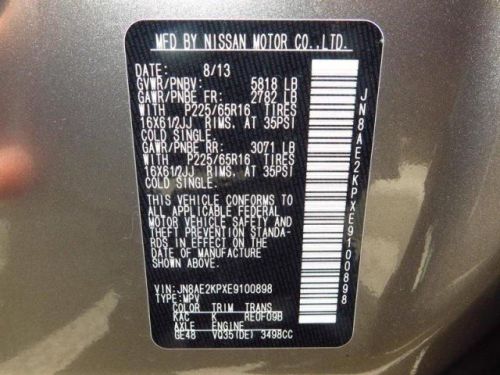 MFD BY NISSAN MOTOR CO.,LTD.
DATE: 8/13
GVWR/PNBV: 5818 LB
GAWR/PNBE FR: 2782 LB
WITH P225/65R16 TIRES
16X61/2JJ RIMS, AT 35PSI
COLD SINGLE.
GAWR/PNBE RR: 3071 LB
WITH P225/65R16 TIRES
16X61/2JJ RIMS, AT 35PSI
COLD SINGLE.
THIS VEHICLE CONFORMS TO
ALL APPLICABLE FEDERAL
MOTOR VEHICLE SAFETY AND
THEFT PREVENTION STANDA-
RDS IN EFFECT ON THE
DATE OF MANUFACTURE
SHOWN ABOVE.
VIN: JN8AE2KPXE9100898
TYPE: MPV
COLOR TRIM TRANS
KAC K RE0F09B
AXLE ENGINE
GE48 VQ35(DE) 3498CC
JN8AE2KPXE9100898